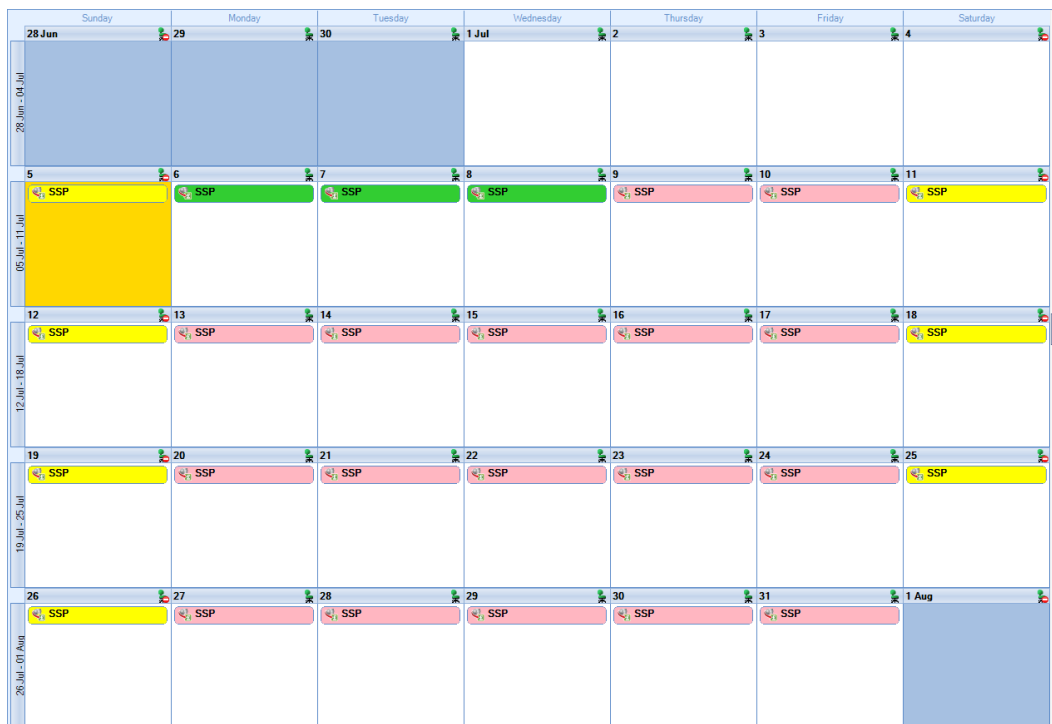 Sunday Monday Tuesday Wednesday Thursday Friday Saturday
28 Jun - 04 Jul
28 Jun 29 30 1 Jul 2 3 4
05 Jul - 11 Jul
5 6 7 8 9 10 11
SSP SSP SSP SSP SSP SSP SSP
12 Jul - 18 Jul
12 13 14 15 16 17 18
SSP SSP SSP SSP SSP SSP SSP
19 Jul - 25 Jul
19 20 21 22 23 24 25
SSP SSP SSP SSP SSP SSP SSP
26 Jul - 01 Aug
26 27 28 29 30 31 1 Aug
SSP SSP SSP SSP SSP SSP